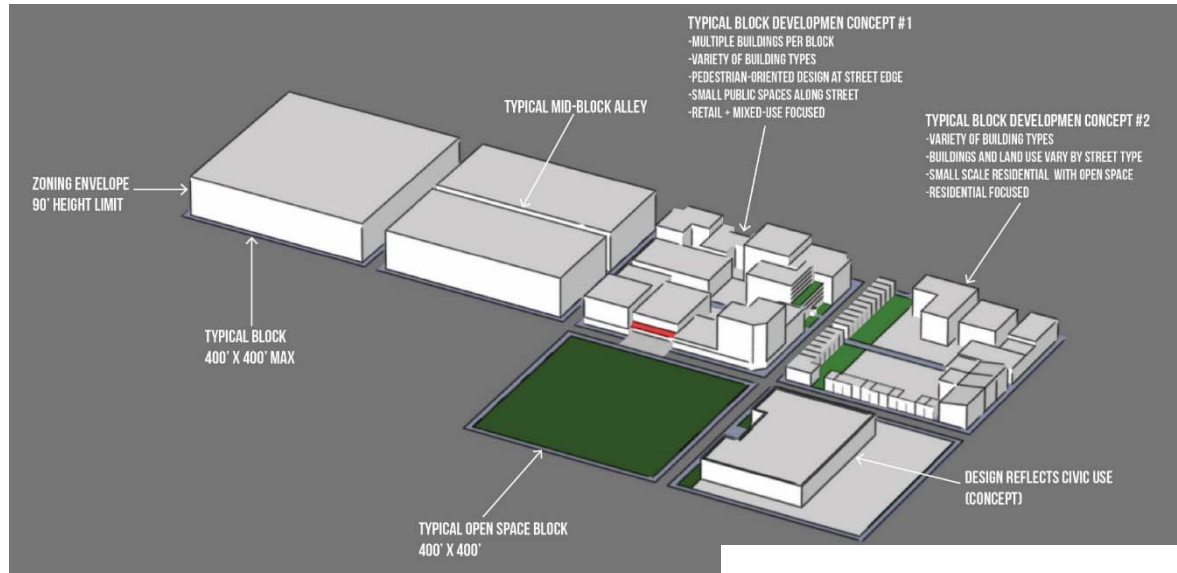 TYPICAL BLOCK DEVELOPMEN CONCEPT #1
-MULTIPLE BUILDINGS PER BLOCK
-VARIETY OF BUILDING TYPES
-PEDESTRIAN-ORIENTED DESIGN AT STREET EDGE
-SMALL PUBLIC SPACES ALONG STREET
-RETAIL + MIXED-USE FOCUSED
TYPICAL MID-BLOCK ALLEY
TYPICAL BLOCK DEVELOPMEN CONCEPT #2
-VARIETY OF BUILDING TYPES
-BUILDINGS AND LAND USE VARY BY STREET TYPE
-SMALL SCALE RESIDENTIAL WITH OPEN SPACE
-RESIDENTIAL FOCUSED
ZONING ENVELOPE
90' HEIGHT LIMIT
TYPICAL BLOCK
400' X 400' MAX
DESIGN REFLECTS CIVIC USE
(CONCEPT)
TYPICAL OPEN SPACE BLOCK
400' X 400'